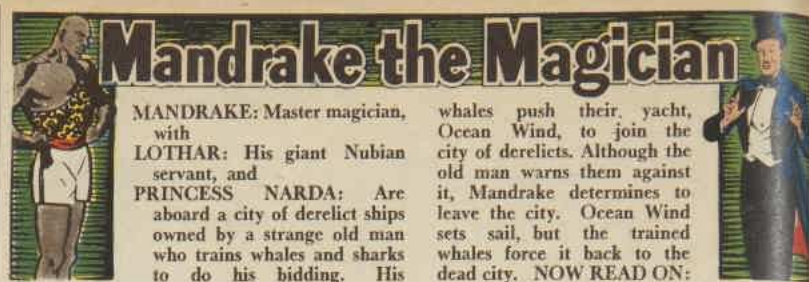 Mandrake the Magician
MANDRAKE: Master magician,
with
LOTHAR: His giant Nubian
servant, and
PRINCESS NARDA: Are
aboard a city of derelict ships
owned by a strange old man
who trains whales and sharks
to do his bidding. His
whales push their yacht,
Ocean Wind, to join the
city of derelicts. Although the
old man warns them against
it, Mandrake determines to
leave the city. Ocean Wind
sets sail, but the trained
whales force it back to the
dead city. NOW READ ON: